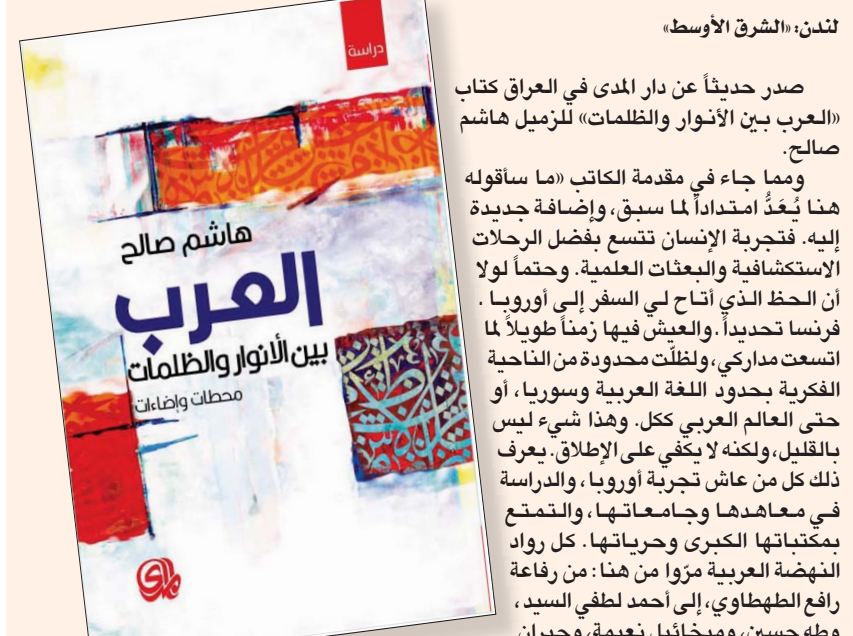 لندن: «الشرق الأوسط»
صدر حديثاً عن دار المدى في العراق كتاب
«العرب بين الأنوار والظلمات» للزميل هاشم
صالح.
ومما جاء في مقدمة الكاتب «ما سأقوله
هنا يُعَدُّ امتداداً لما سبق، وإضافة جديدة
إليه. فتجربة الإنسان تتسع بفضل الرحلات
الاستكشافية والبعثات العلمية. وحتماً لولا
أن الحظ الذي أتاح لي السفر إلى أوروبا .
فرنسا تحديداً . والعيش فيها زمناً طويلاً لما
اتسعت مداركي، ولظلّت محدودة من الناحية
الفكرية بحدود اللغة العربية وسوريا، أو
حتى العالم العربي ككل. وهذا شيء ليس
بالقليل، ولكنه لا يكفي على الإطلاق. يعرف
ذلك كل من عاش تجربة أوروبا، والدراسة
في معاهدها وجامعاتها، والتمتع
بمكتباتها الكبرى وحرياتها. كل رواد
النهضة العربية مرّوا من هنا: من رفاعة
رافع الطهطاوي، إلى أحمد لطفي السيد،
وطه حسين، وميخائيل نعيمة، وجبران
دراسة
هاشم صالح
العرب
بين الأنوار والظلمات
محطات وإضاءات
مدى